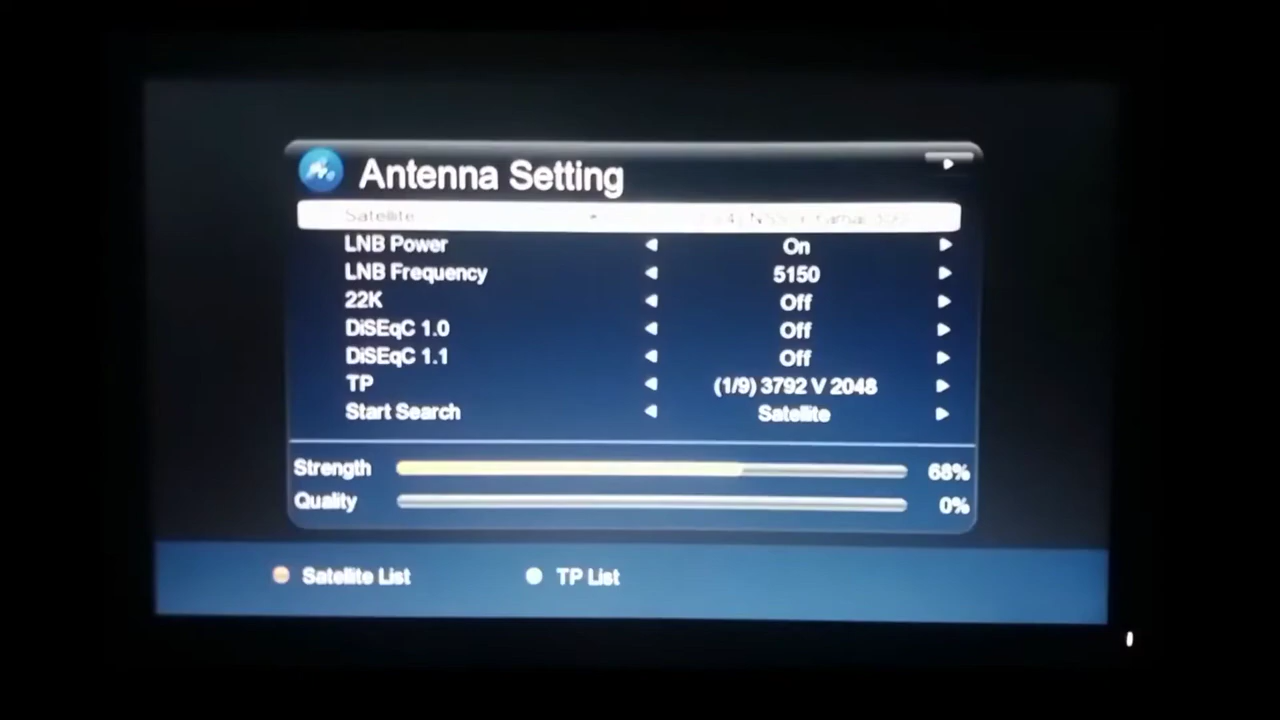 Antenna Setting
Satellite
LNB Power On
LNB Frequency 5150
22K Off
DiSEqC 1.0 Off
DiSEqC 1.1 Off
TP (1/9) 3792 V 2048
Start Search Satellite
Strength 68%
Quality 0%
Satellite List TP List